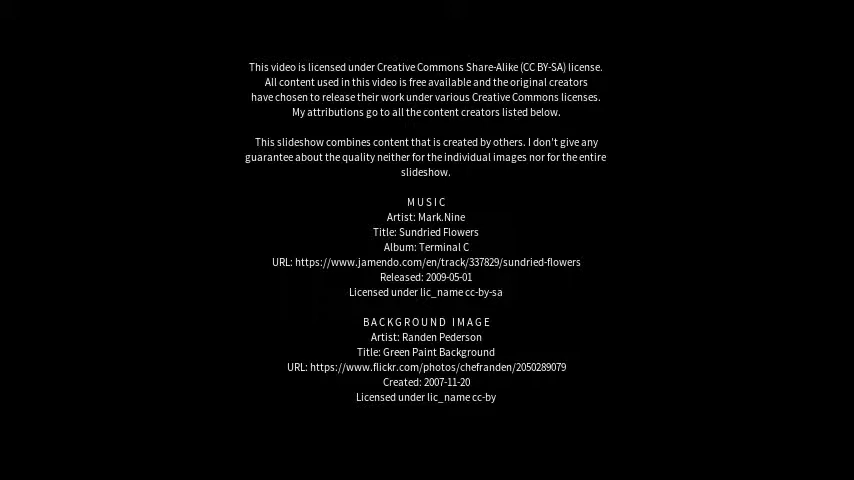 This video is licensed under Creative Commons Share-Alike (CC BY-SA) license.
All content used in this video is free available and the original creators
have chosen to release their work under various Creative Commons licenses.
My attributions go to all the content creators listed below.
This slideshow combines content that is created by others. I don't give any
guarantee about the quality neither for the individual images nor for the entire
slideshow.
MUSIC
Artist: Mark.Nine
Title: Sundried Flowers
Album: Terminal C
URL: https://www.jamendo.com/en/track/337829/sundried-flowers
Released: 2009-05-01
Licensed under lic_name cc-by-sa
BACKGROUND IMAGE
Artist: Randen Pederson
Title: Green Paint Background
URL: https://www.flickr.com/photos/chefranden/2050289079
Created: 2007-11-20
Licensed under lic_name cc-by